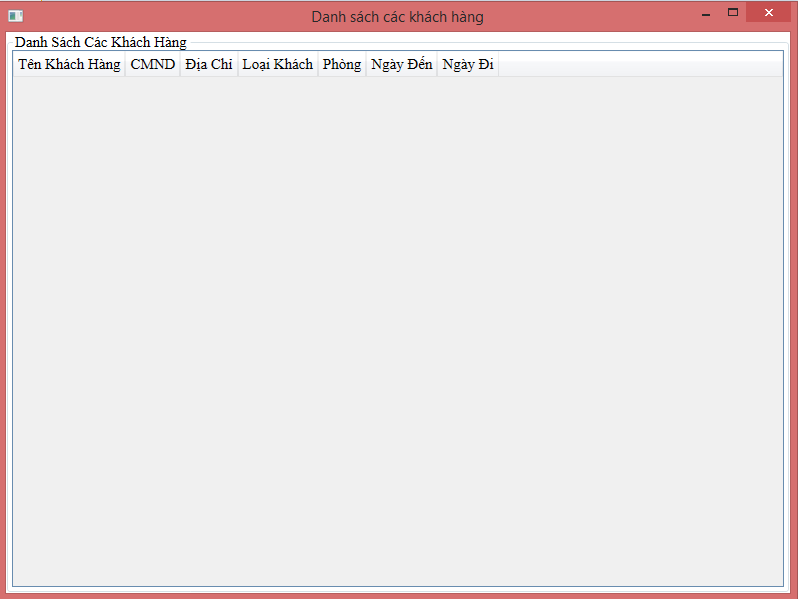 Danh sách các khách hàng
Danh Sách Các Khách Hàng
Tên Khách Hàng CMND Địa Chỉ Loại Khách Phòng Ngày Đến Ngày Đi